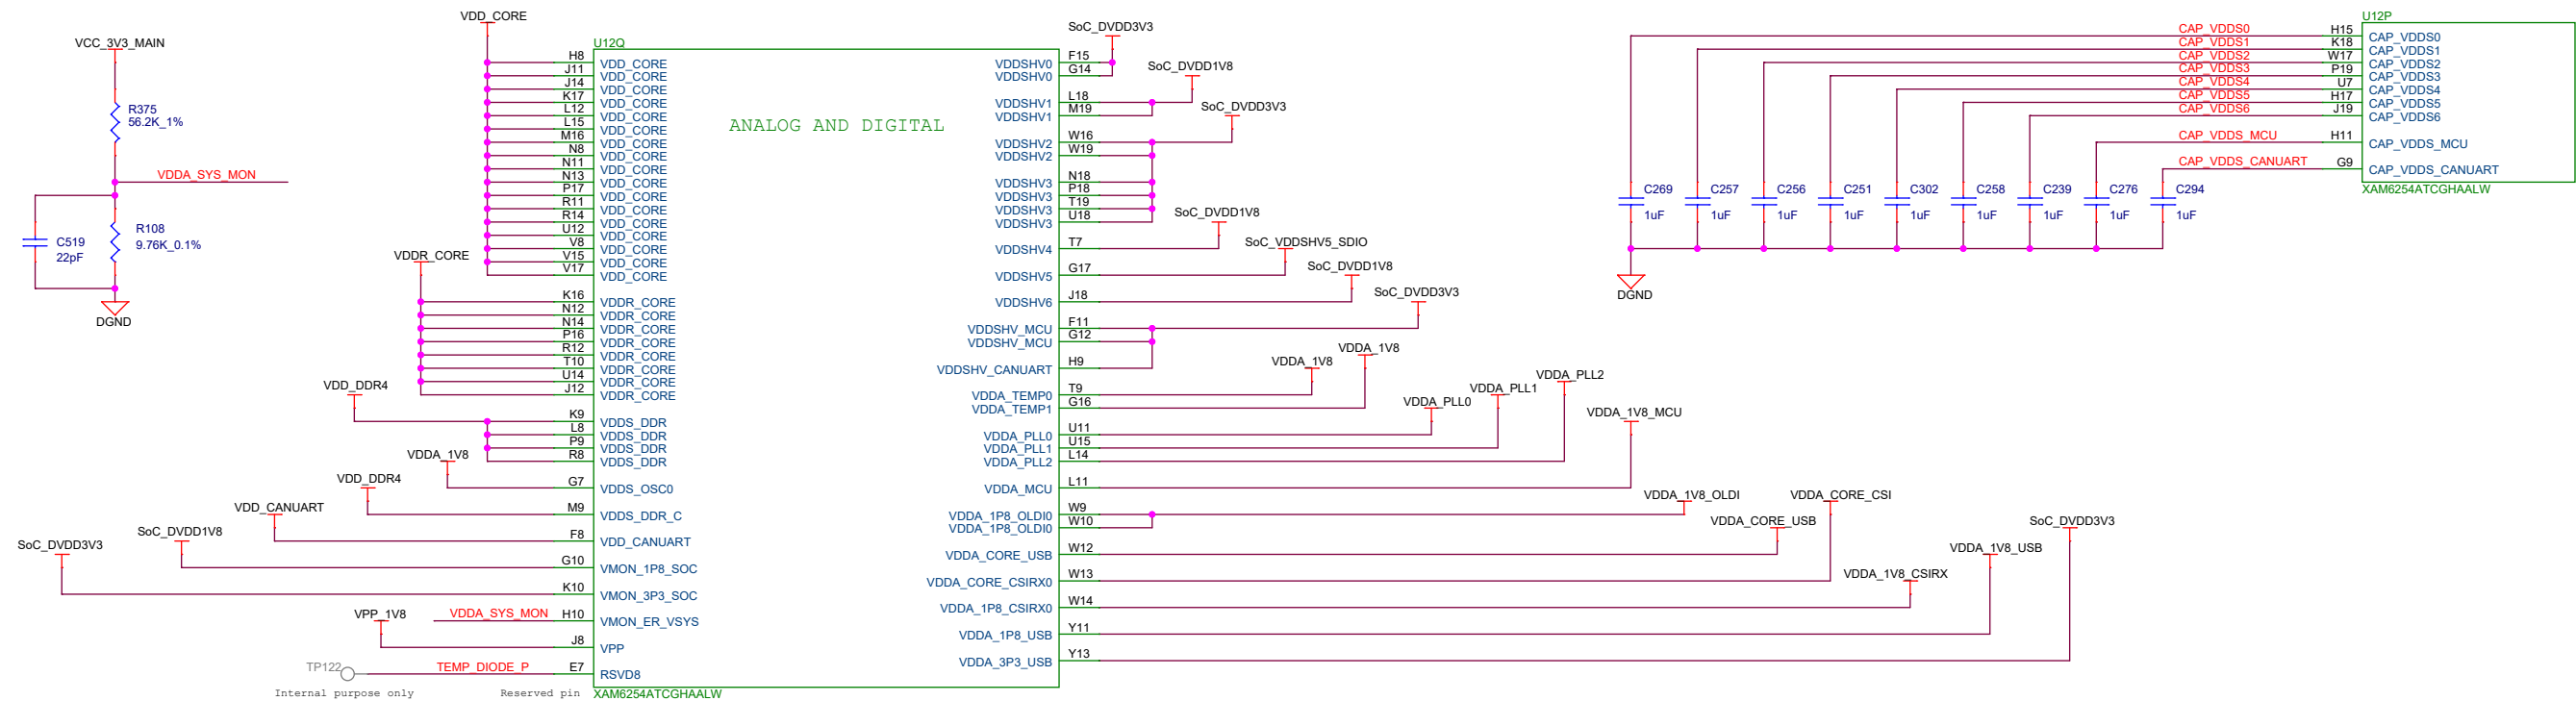 VCC_3V3_MAIN
R375
56.2K_1%
VDDA_SYS_MON
R108
9.76K_0.1%
C519
22pF
DGND
VDD_CORE
VDDR_CORE
VDD_DDR4
VDDA_1V8
VDD_DDR4
VDD_CANUART
SoC_DVDD1V8
SoC_DVDD3V3
VPP_1V8
VDDA_SYS_MON
TP122
TEMP_DIODE_P
Internal purpose only
Reserved pin
U12Q
ANALOG AND DIGITAL
H8 VDD_CORE
J11 VDD_CORE
J14 VDD_CORE
K17 VDD_CORE
L12 VDD_CORE
L15 VDD_CORE
M16 VDD_CORE
N8 VDD_CORE
N11 VDD_CORE
N13 VDD_CORE
P17 VDD_CORE
R11 VDD_CORE
R14 VDD_CORE
U12 VDD_CORE
V8 VDD_CORE
V15 VDD_CORE
V17 VDD_CORE
K16 VDDR_CORE
N12 VDDR_CORE
N14 VDDR_CORE
P16 VDDR_CORE
R12 VDDR_CORE
T10 VDDR_CORE
U14 VDDR_CORE
J12 VDDR_CORE
K9 VDDS_DDR
L8 VDDS_DDR
P9 VDDS_DDR
R8 VDDS_DDR
G7 VDDS_OSC0
M9 VDDS_DDR_C
F8 VDD_CANUART
G10 VMON_1P8_SOC
K10 VMON_3P3_SOC
H10 VMON_ER_VSYS
J8 VPP
E7 RSVD8
XAM6254ATCGHAALW
VDDSHV0 F15
VDDSHV0 G14
VDDSHV1 L18
VDDSHV1 M19
VDDSHV2 W16
VDDSHV2 W19
VDDSHV3 N18
VDDSHV3 P18
VDDSHV3 T19
VDDSHV3 U18
VDDSHV4 T7
VDDSHV5 G17
VDDSHV6 J18
VDDSHV_MCU F11
VDDSHV_MCU G12
VDDSHV_CANUART H9
VDDA_TEMP0 T9
VDDA_TEMP1 G16
VDDA_PLL0 U11
VDDA_PLL1 U15
VDDA_PLL2 L14
VDDA_MCU L11
VDDA_1P8_OLDI0 W9
VDDA_1P8_OLDI0 W10
VDDA_CORE_USB W12
VDDA_CORE_CSIRX0 W13
VDDA_1P8_CSIRX0 W14
VDDA_1P8_USB Y11
VDDA_3P3_USB Y13
SoC_DVDD3V3
SoC_DVDD1V8
SoC_DVDD3V3
SoC_DVDD1V8
SoC_VDDSHV5_SDIO
SoC_DVDD1V8
SoC_DVDD3V3
VDDA_1V8
VDDA_1V8
VDDA_PLL2
VDDA_PLL1
VDDA_PLL0
VDDA_1V8_MCU
VDDA_1V8_OLDI
VDDA_CORE_CSI
VDDA_CORE_USB
SoC_DVDD3V3
VDDA_1V8_USB
VDDA_1V8_CSIRX
U12P
CAP_VDDS0 H15 CAP_VDDS0
CAP_VDDS1 K18 CAP_VDDS1
CAP_VDDS2 W17 CAP_VDDS2
CAP_VDDS3 P19 CAP_VDDS3
CAP_VDDS4 U7 CAP_VDDS4
CAP_VDDS5 H17 CAP_VDDS5
CAP_VDDS6 J19 CAP_VDDS6
CAP_VDDS_MCU H11 CAP_VDDS_MCU
CAP_VDDS_CANUART G9 CAP_VDDS_CANUART
XAM6254ATCGHAALW
C269 C257 C256 C251 C302 C258 C239 C276 C294
1uF 1uF 1uF 1uF 1uF 1uF 1uF 1uF 1uF
DGND